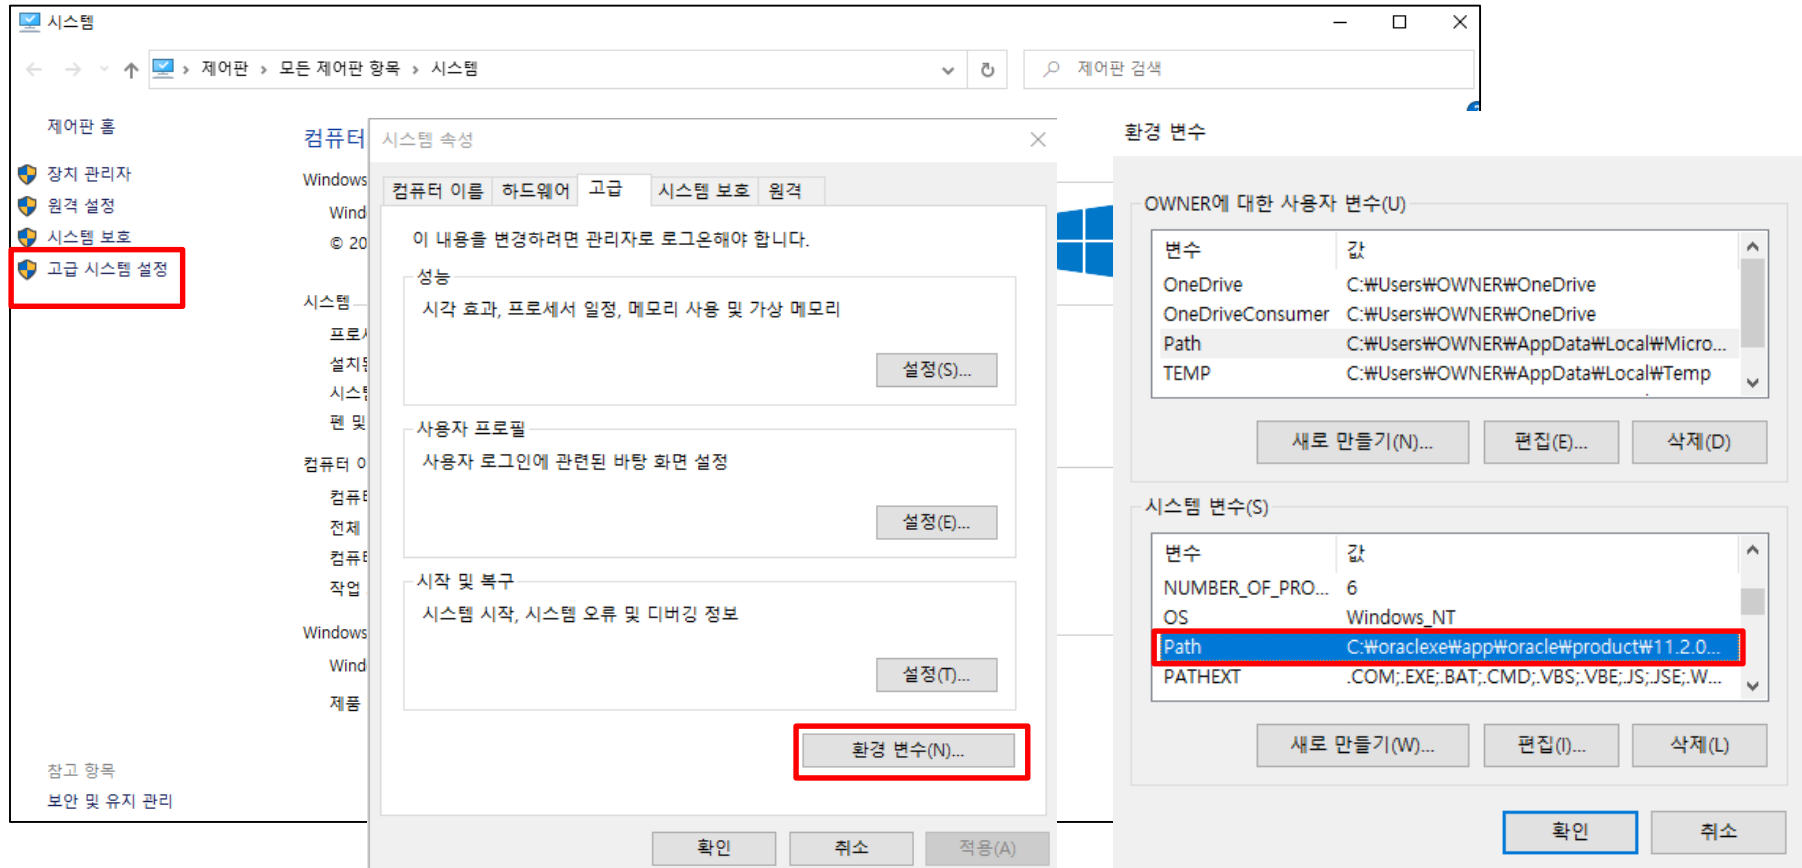 시스템
제어판 › 모든 제어판 항목 › 시스템
제어판 검색
제어판 홈
장치 관리자
원격 설정
시스템 보호
고급 시스템 설정
참고 항목
보안 및 유지 관리
컴퓨터
Windows
Wind
© 20
시스템
시스템 속성
컴퓨터 이름
하드웨어
고급
시스템 보호
원격
이 내용을 변경하려면 관리자로 로그온해야 합니다.
성능
시각 효과, 프로세서 일정, 메모리 사용 및 가상 메모리
설정(S)...
사용자 프로필
사용자 로그인에 관련된 바탕 화면 설정
설정(E)...
시작 및 복구
시스템 시작, 시스템 오류 및 디버깅 정보
설정(T)...
환경 변수(N)...
확인
취소
적용(A)
펜 및
컴퓨터 이
전체
작업
Windows
Wind
제품
환경 변수
OWNER에 대한 사용자 변수(U)
변수 값
OneDrive C:₩Users₩OWNER₩OneDrive
OneDriveConsumer C:₩Users₩OWNER₩OneDrive
Path C:₩Users₩OWNER₩AppData₩Local₩Micro...
TEMP C:₩Users₩OWNER₩AppData₩Local₩Temp
새로 만들기(N)...
편집(E)...
삭제(D)
시스템 변수(S)
변수 값
NUMBER_OF_PRO... 6
OS Windows_NT
Path C:₩oraclexe₩app₩oracle₩product₩11.2.0...
PATHEXT .COM;.EXE;.BAT;.CMD;.VBS;.VBE;.JS;.JSE;.W...
새로 만들기(W)...
편집(I)...
삭제(L)
확인
취소